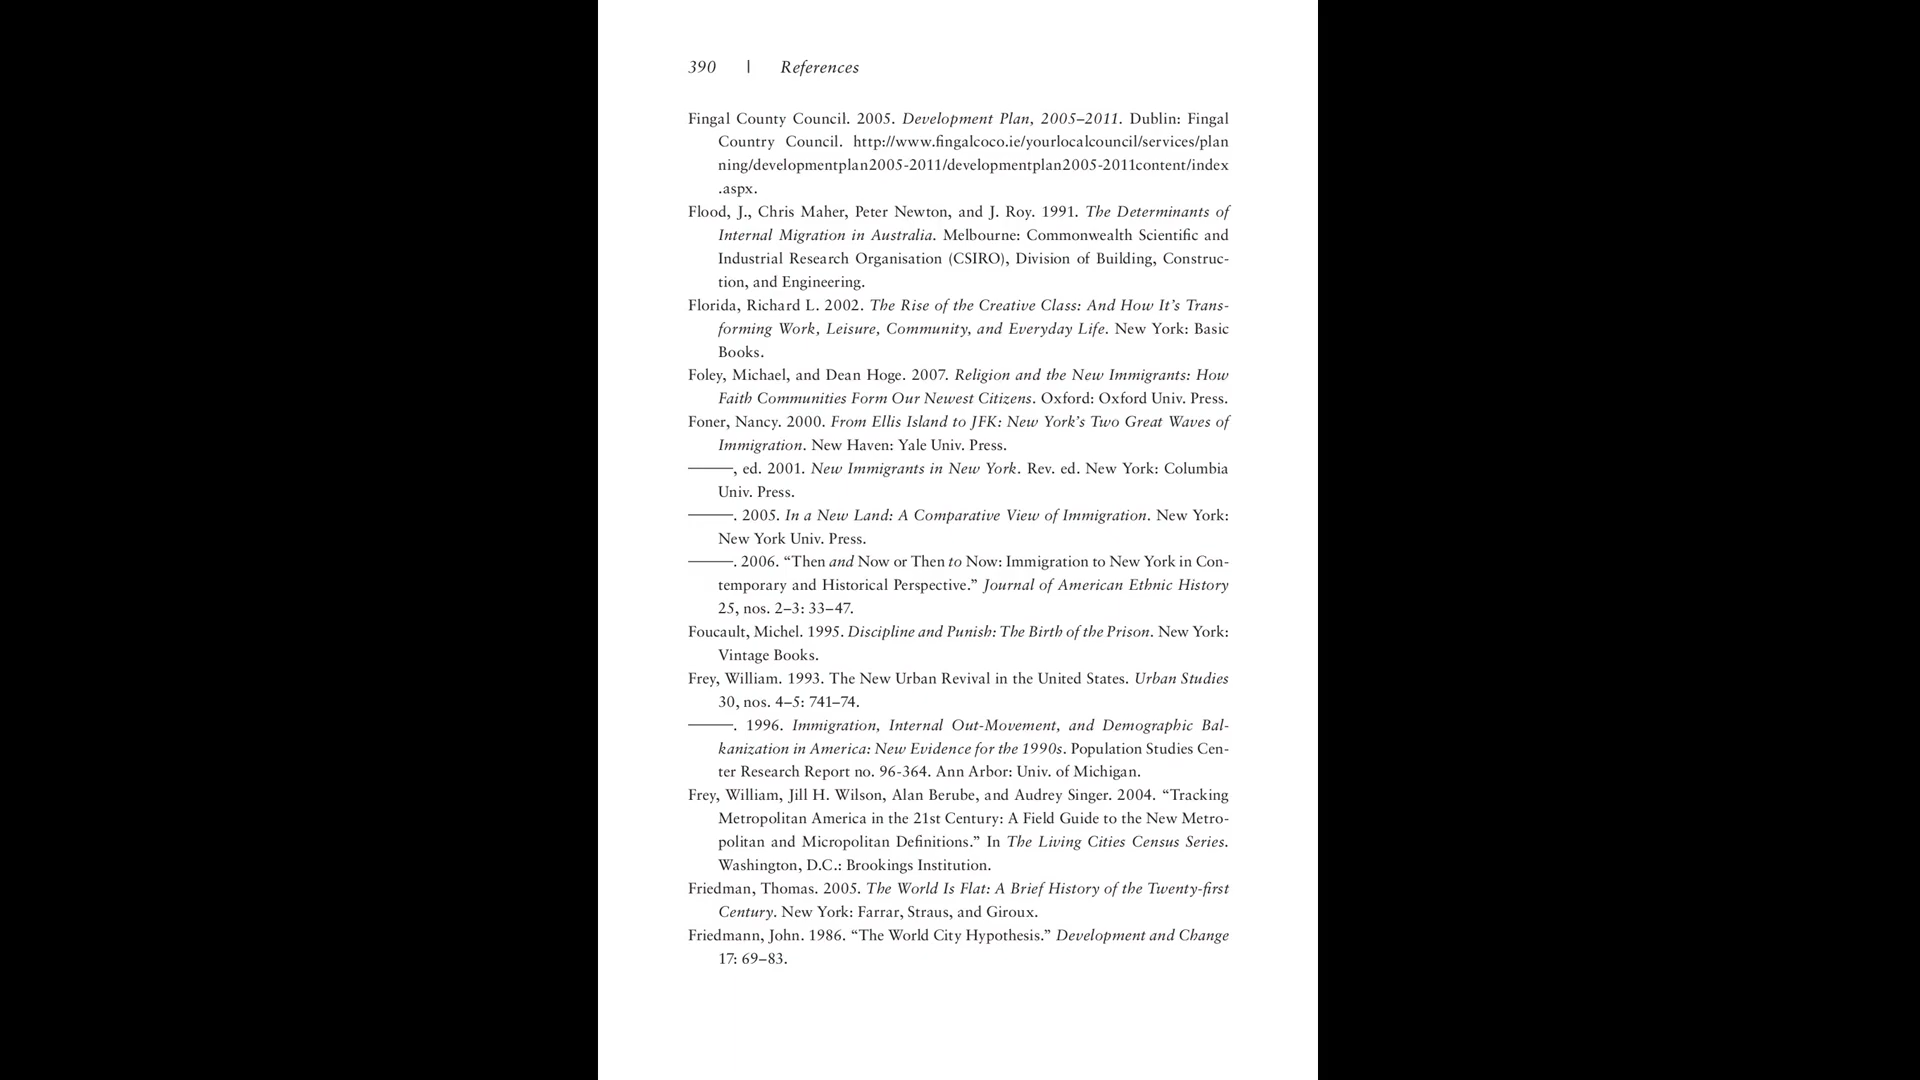 390 | References
Fingal County Council. 2005. Development Plan, 2005–2011. Dublin: Fingal
Country Council. http://www.fingalcoco.ie/yourlocalcouncil/services/plan
ning/developmentplan2005-2011/developmentplan2005-2011content/index
.aspx.
Flood, J., Chris Maher, Peter Newton, and J. Roy. 1991. The Determinants of
Internal Migration in Australia. Melbourne: Commonwealth Scientific and
Industrial Research Organisation (CSIRO), Division of Building, Construc-
tion, and Engineering.
Florida, Richard L. 2002. The Rise of the Creative Class: And How It’s Trans-
forming Work, Leisure, Community, and Everyday Life. New York: Basic
Books.
Foley, Michael, and Dean Hoge. 2007. Religion and the New Immigrants: How
Faith Communities Form Our Newest Citizens. Oxford: Oxford Univ. Press.
Foner, Nancy. 2000. From Ellis Island to JFK: New York’s Two Great Waves of
Immigration. New Haven: Yale Univ. Press.
———, ed. 2001. New Immigrants in New York. Rev. ed. New York: Columbia
Univ. Press.
———. 2005. In a New Land: A Comparative View of Immigration. New York:
New York Univ. Press.
———. 2006. “Then and Now or Then to Now: Immigration to New York in Con-
temporary and Historical Perspective.” Journal of American Ethnic History
25, nos. 2–3: 33–47.
Foucault, Michel. 1995. Discipline and Punish: The Birth of the Prison. New York:
Vintage Books.
Frey, William. 1993. The New Urban Revival in the United States. Urban Studies
30, nos. 4–5: 741–74.
———. 1996. Immigration, Internal Out-Movement, and Demographic Bal-
kanization in America: New Evidence for the 1990s. Population Studies Cen-
ter Research Report no. 96-364. Ann Arbor: Univ. of Michigan.
Frey, William, Jill H. Wilson, Alan Berube, and Audrey Singer. 2004. “Tracking
Metropolitan America in the 21st Century: A Field Guide to the New Metro-
politan and Micropolitan Definitions.” In The Living Cities Census Series.
Washington, D.C.: Brookings Institution.
Friedman, Thomas. 2005. The World Is Flat: A Brief History of the Twenty-first
Century. New York: Farrar, Straus, and Giroux.
Friedmann, John. 1986. “The World City Hypothesis.” Development and Change
17: 69–83.